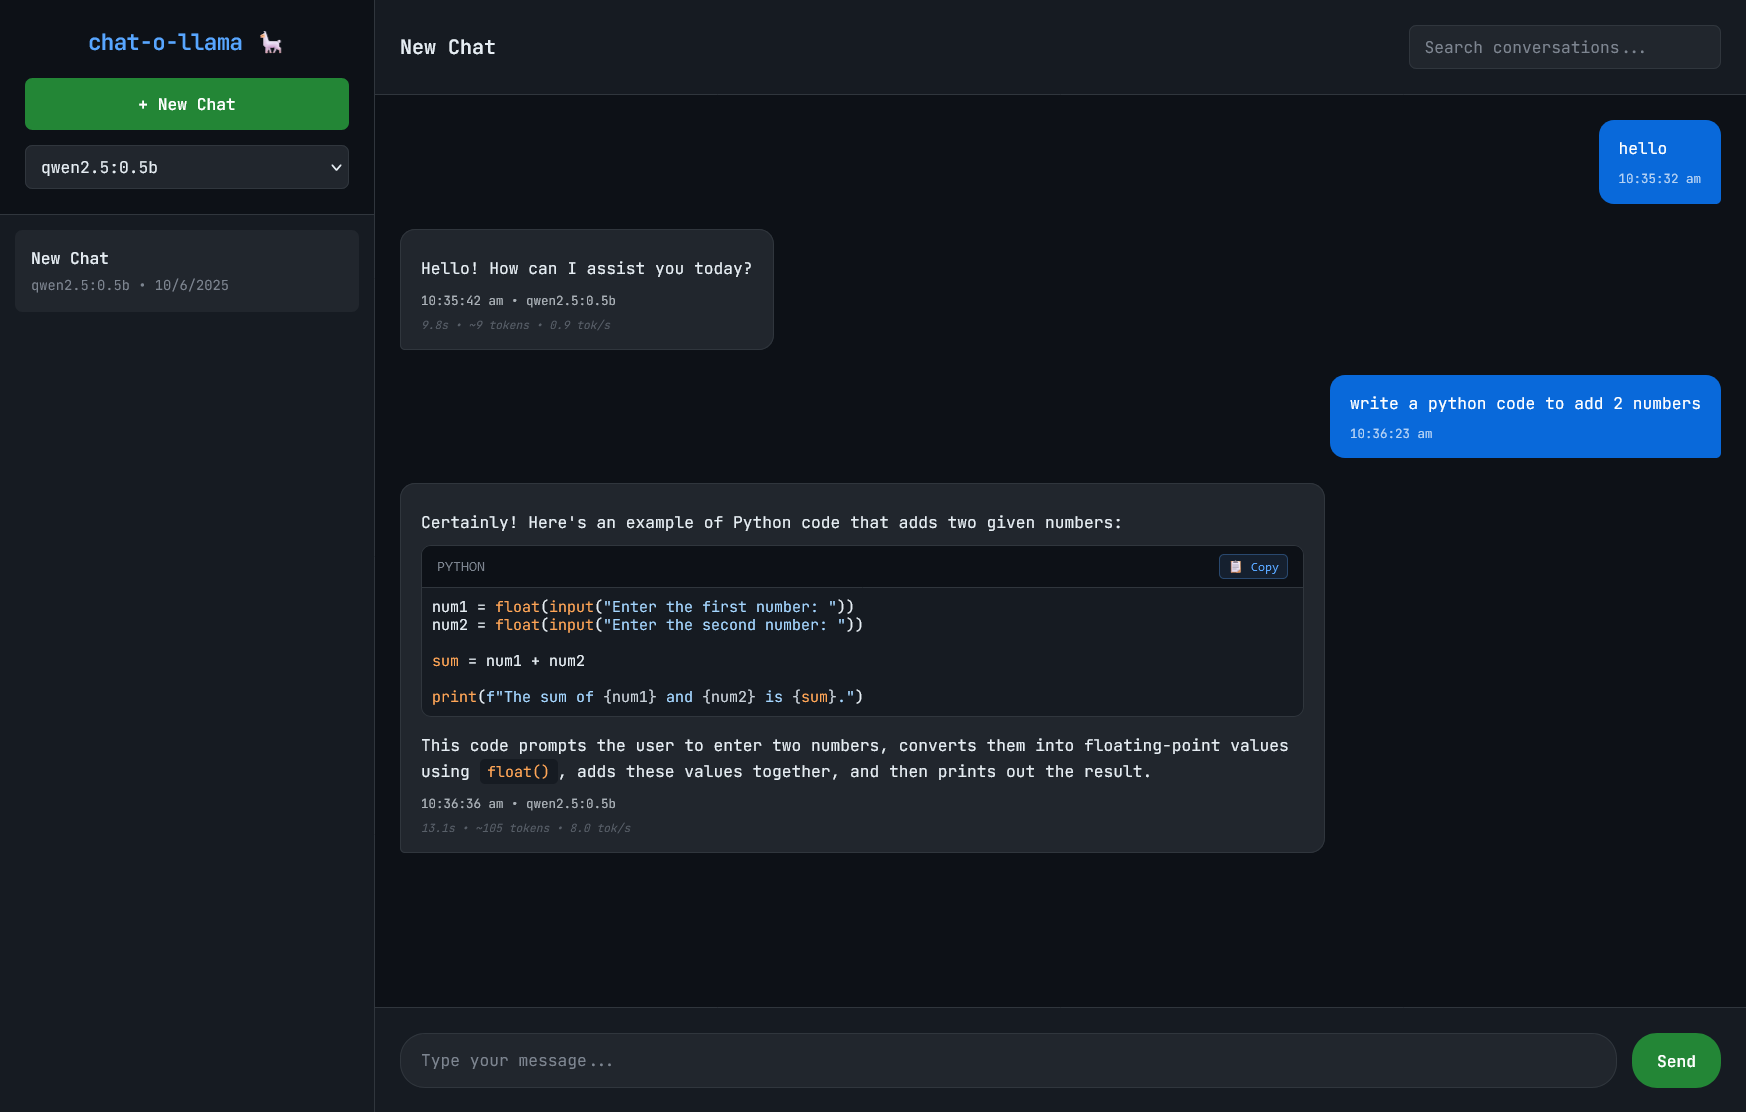 chat-o-llama
+ New Chat
qwen2.5:0.5b
New Chat
qwen2.5:0.5b • 10/6/2025
New Chat
Search conversations...
hello
10:35:32 am
Hello! How can I assist you today?
10:35:42 am • qwen2.5:0.5b
9.8s • ~9 tokens • 0.9 tok/s
write a python code to add 2 numbers
10:36:23 am
Certainly! Here's an example of Python code that adds two given numbers:
PYTHON
Copy
num1 = float(input("Enter the first number: "))
num2 = float(input("Enter the second number: "))
sum = num1 + num2
print(f"The sum of {num1} and {num2} is {sum}.")
This code prompts the user to enter two numbers, converts them into floating-point values
using float(), adds these values together, and then prints out the result.
10:36:36 am • qwen2.5:0.5b
13.1s • ~105 tokens • 8.0 tok/s
Type your message...
Send